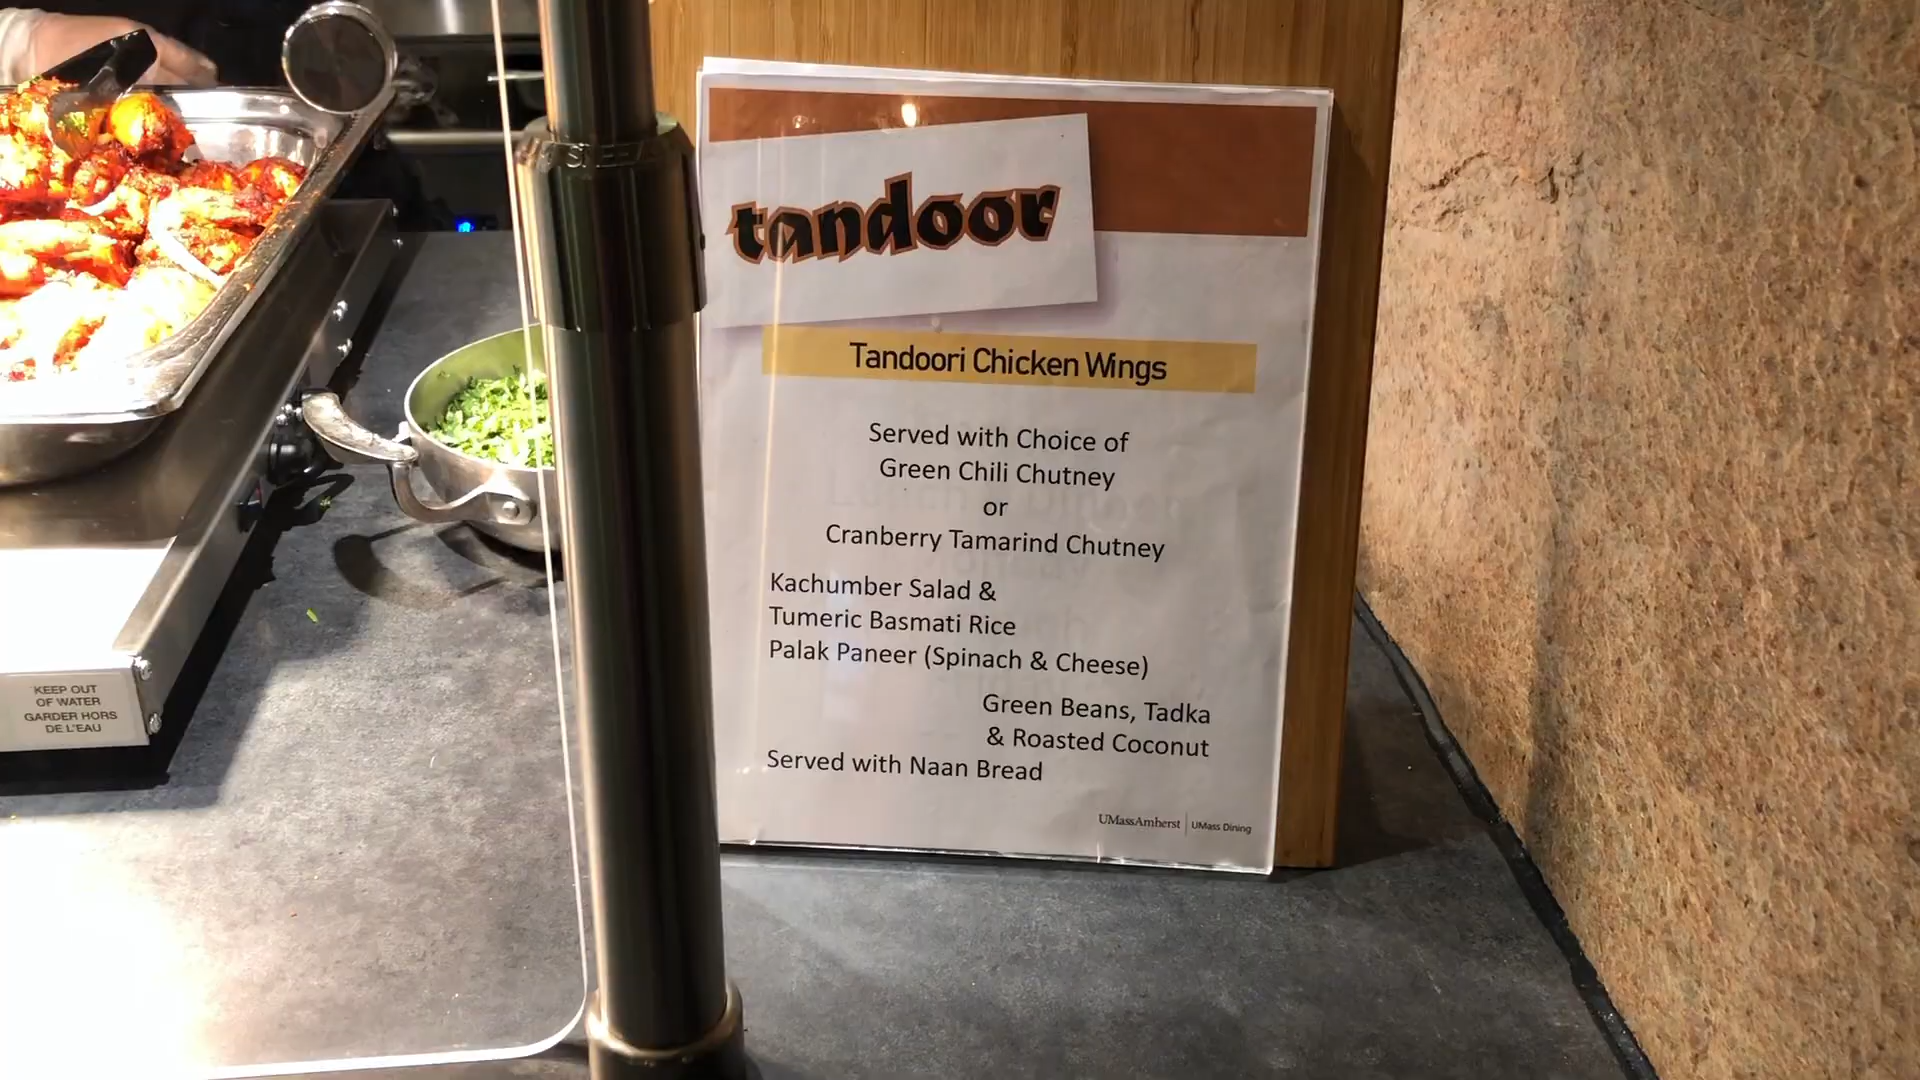 tandoor
Tandoori Chicken Wings
Served with Choice of
Green Chili Chutney
or
Cranberry Tamarind Chutney
Kachumber Salad &
Tumeric Basmati Rice
Palak Paneer (Spinach & Cheese)
Green Beans, Tadka
& Roasted Coconut
Served with Naan Bread
UMassAmherst | UMass Dining
KEEP OUT
OF WATER
GARDER HORS
DE L'EAU